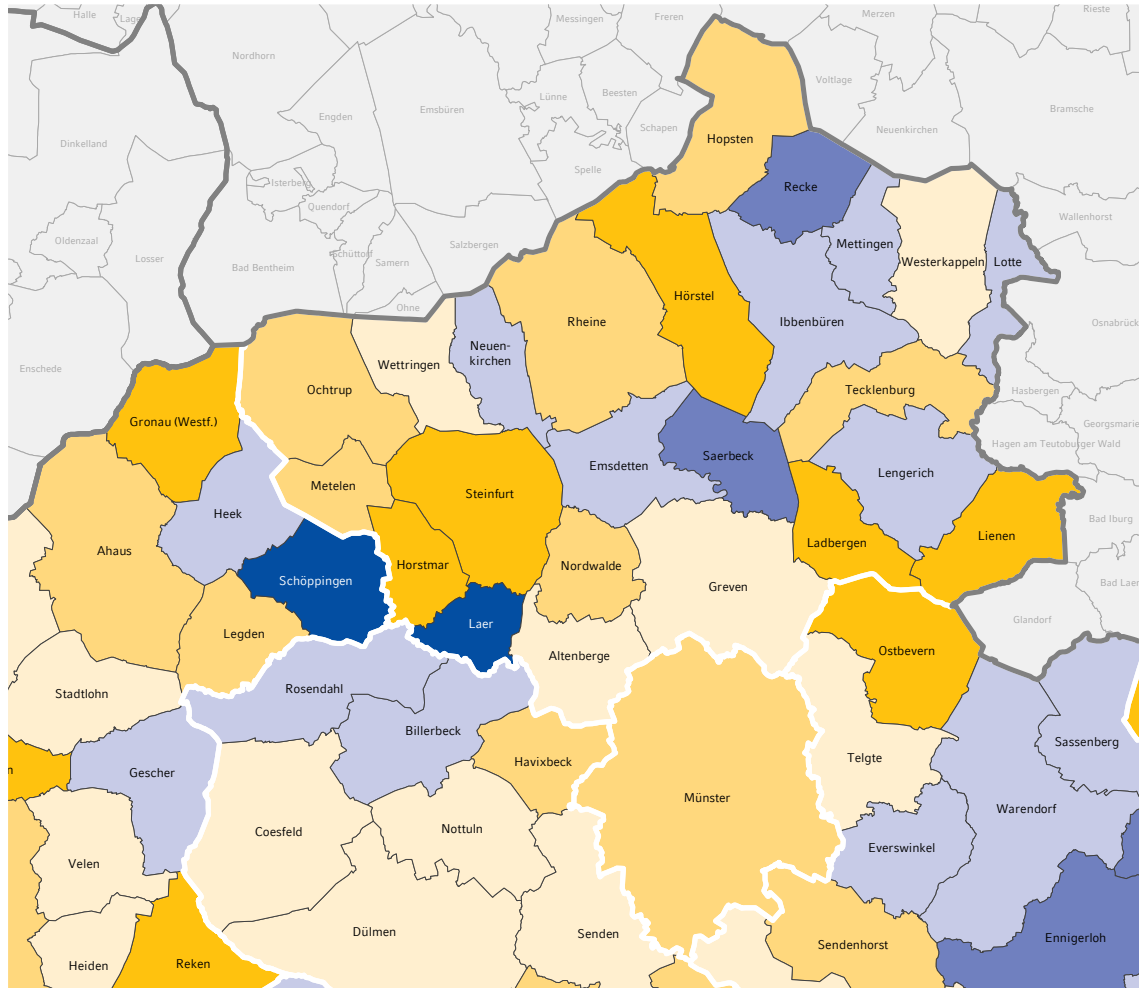 Halle
Lage
Messingen
Freren
Merzen
Rieste
Nordhorn
Lünne
Beesten
Voltlage
Emsbüren
Bramsche
Engden
Schapen
Neuenkirchen
Dinkelland
Hopsten
Spelle
Isterberg
Recke
Quendorf
Wallenhorst
Oldenzaal
Salzbergen
Mettingen
Losser
Schüttorf
Samern
Westerkappeln
Lotte
Bad Bentheim
Hörstel
Ohne
Rheine
Ibbenbüren
Osnabrück
Neuen-
kirchen
Enschede
Wettringen
Ochtrup
Tecklenburg
Hasbergen
Gronau (Westf.)
Georgsmarie
Hagen am Teutoburger Wald
Saerbeck
Emsdetten
Lengerich
Metelen
Steinfurt
Heek
Bad Iburg
Lienen
Ladbergen
Ahaus
Horstmar
Nordwalde
Schöppingen
Bad Laer
Greven
Laer
Glandorf
Legden
Ostbevern
Altenberge
Rosendahl
Stadtlohn
Billerbeck
Sassenberg
Telgte
Havixbeck
n
Gescher
Münster
Warendorf
Nottuln
Coesfeld
Everswinkel
Velen
Dülmen
Senden
Ennigerloh
Sendenhorst
Reken
Heiden